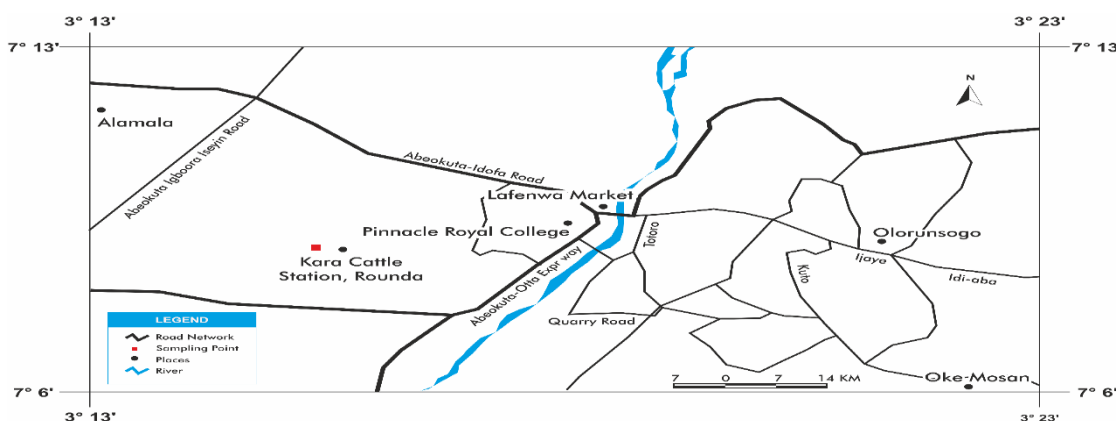 3° 13'
3° 23'
7° 13'
7° 13'
N
Alamala
Abeokuta Igboora Iseyin Road
Abeokuta-Idofa Road
Lafenwa Market
Pinnacle Royal College
Totoro
Olorunsogo
Kara Cattle
Station, Rounda
Ijaye
Idi-aba
Kuto
Abeokuta-Otta Expr way
Quarry Road
LEGEND
Road Network
Sampling Point
Places
River
7 0 7 14 KM
Oke-Mosan
7° 6'
7° 6'
3° 13'
3° 23'